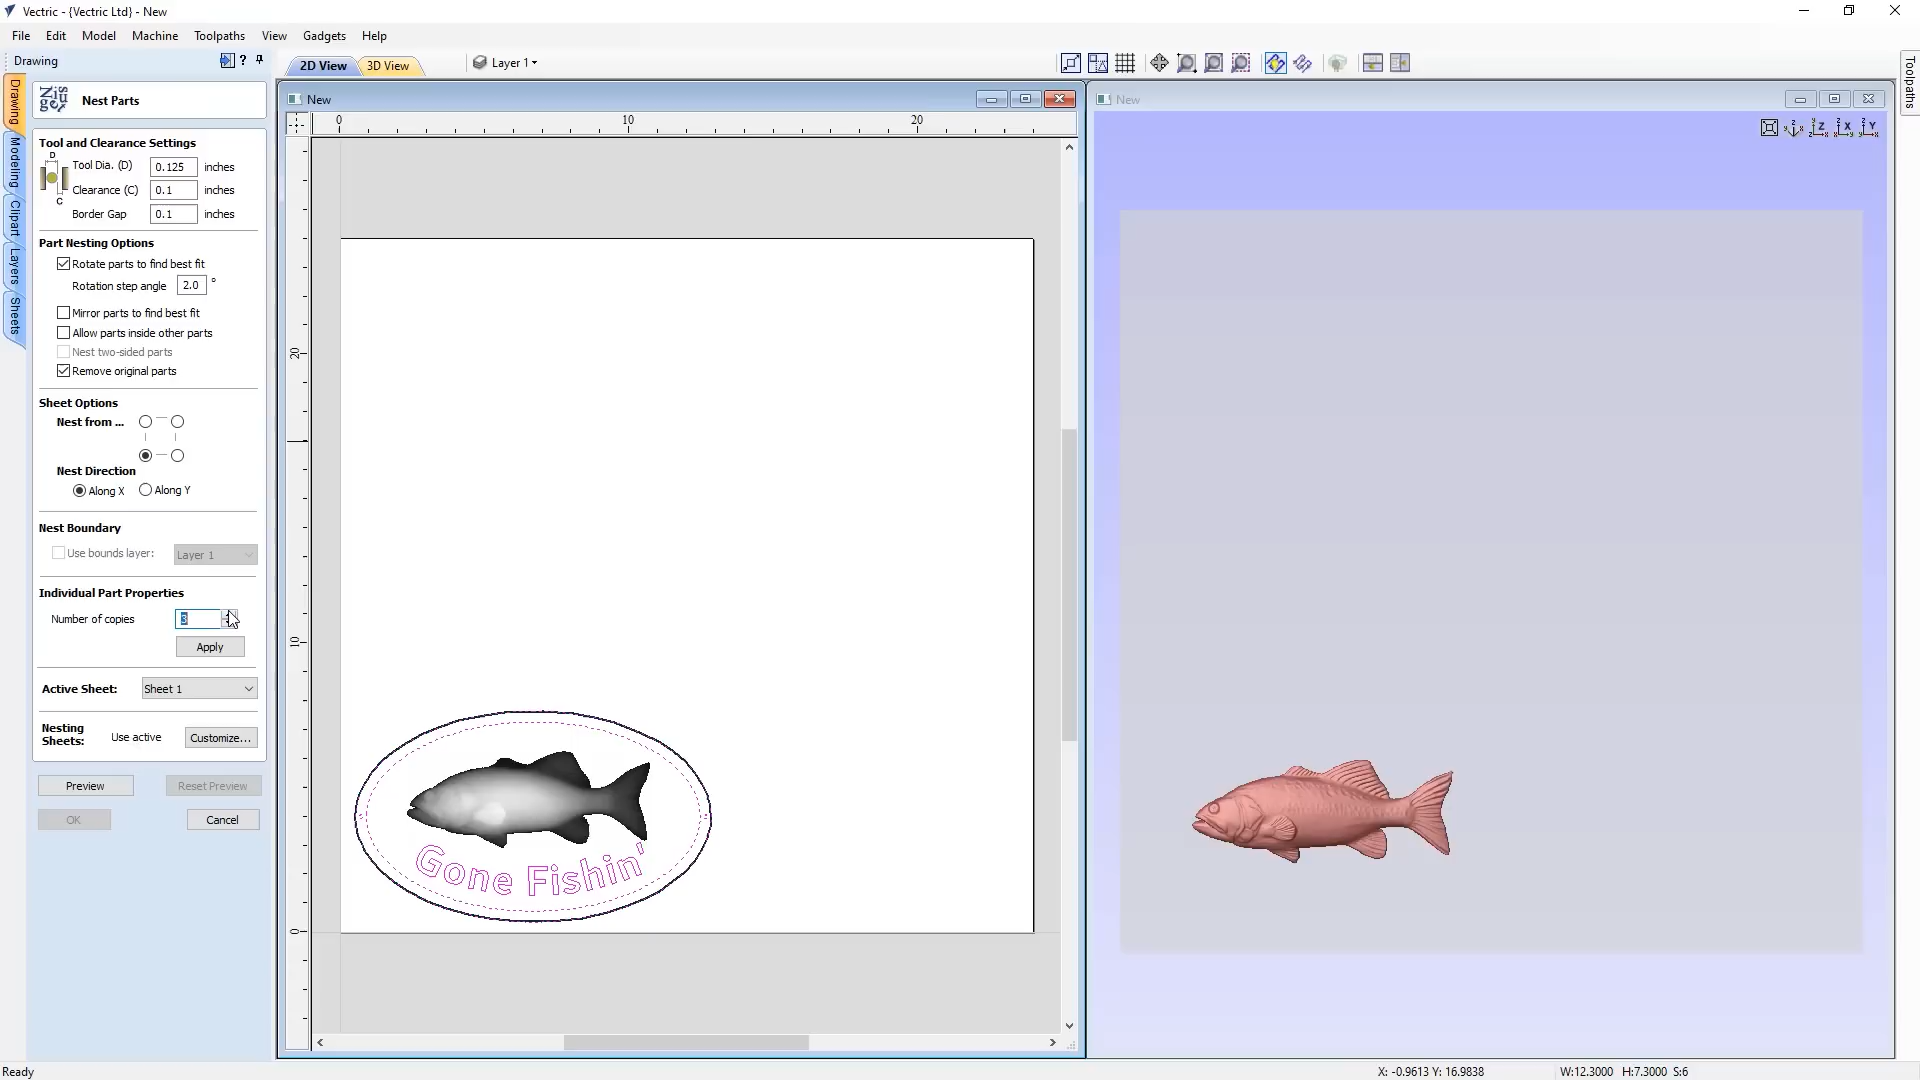 Vectric - {Vectric Ltd} - New
File Edit Model Machine Toolpaths View Gadgets Help
Drawing
2D View 3D View Layer 1
Toolpaths
Drawing
Modeling
Clipart
Layers
Sheets
Nest Parts
Tool and Clearance Settings
D
Tool Dia. (D) 0.125 inches
Clearance (C) 0.1 inches
C
Border Gap 0.1 inches
Part Nesting Options
Rotate parts to find best fit
Rotation step angle 2.0 °
Mirror parts to find best fit
Allow parts inside other parts
Nest two-sided parts
Remove original parts
Sheet Options
Nest from ...
Nest Direction
Along X Along Y
Nest Boundary
Use bounds layer: Layer 1
Individual Part Properties
Number of copies 3
Apply
Active Sheet: Sheet 1
Nesting Sheets: Use active Customize...
Preview Reset Preview
OK Cancel
New
0 10 20
20
10
0
Gone Fishin'
New
Ready
X: -0.9613 Y: 16.9838
W:12.3000 H:7.3000 S:6